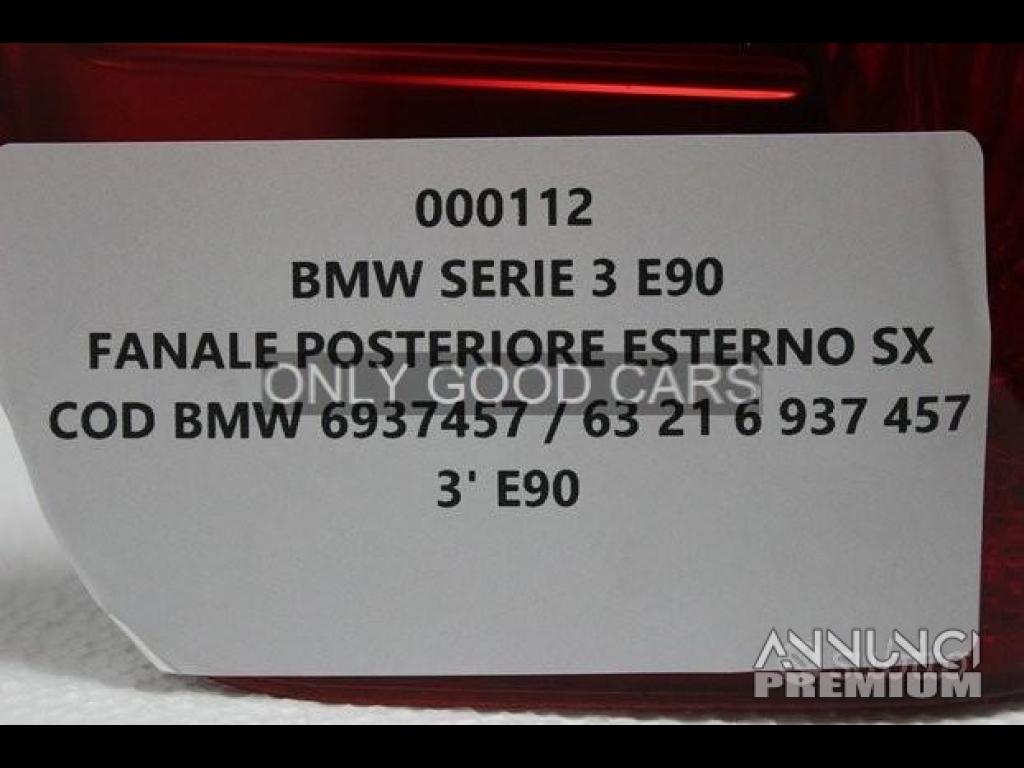 000112
BMW SERIE 3 E90
FANALE POSTERIORE ESTERNO SX
ONLY GOOD CARS
COD BMW 6937457 / 63 21 6 937 457
3' E90
ANNUNCI
PREMIUM